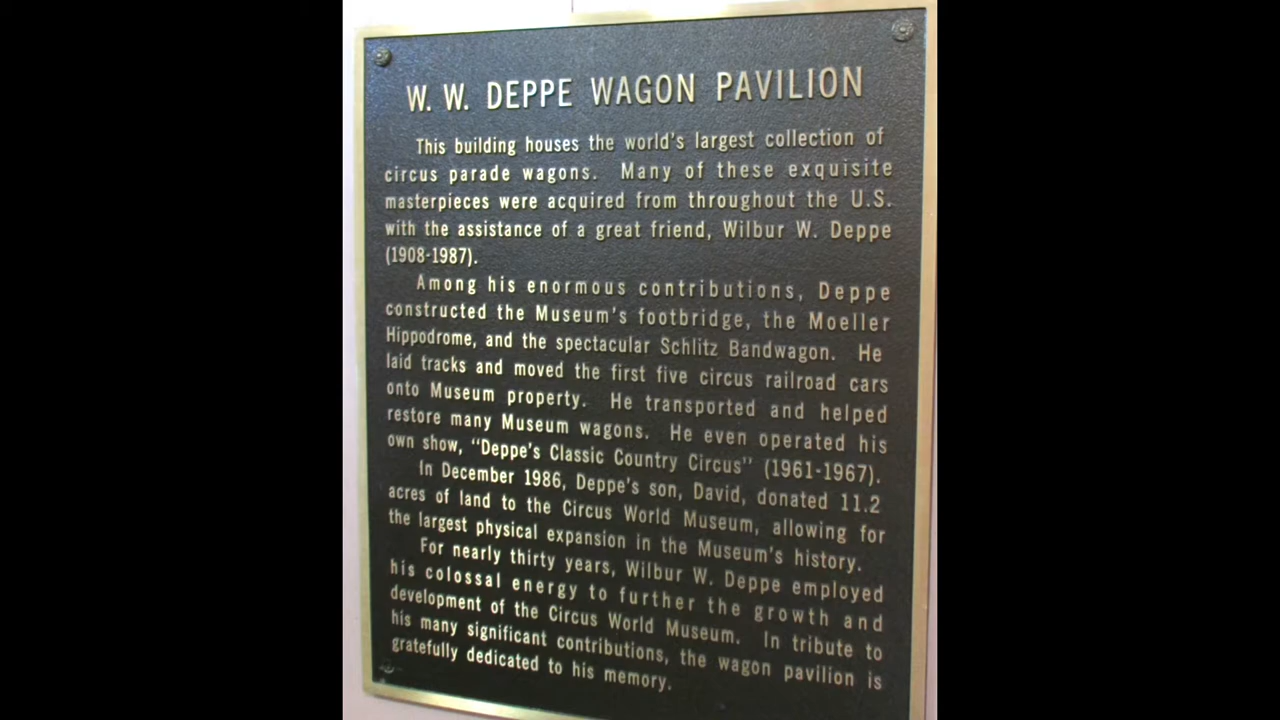 W. W. DEPPE WAGON PAVILION
This building houses the world's largest collection of
circus parade wagons. Many of these exquisite
masterpieces were acquired from throughout the U.S.
with the assistance of a great friend, Wilbur W. Deppe
(1908-1987).
Among his enormous contributions, Deppe
constructed the Museum's footbridge, the Moeller
Hippodrome, and the spectacular Schlitz Bandwagon. He
laid tracks and moved the first five circus railroad cars
onto Museum property. He transported and helped
restore many Museum wagons. He even operated his
own show, "Deppe's Classic Country Circus" (1961-1967).
In December 1986, Deppe's son, David, donated 11.2
acres of land to the Circus World Museum, allowing for
the largest physical expansion in the Museum's history.
For nearly thirty years, Wilbur W. Deppe employed
his colossal energy to further the growth and
development of the Circus World Museum. In tribute to
his many significant contributions, the wagon pavilion is
gratefully dedicated to his memory.